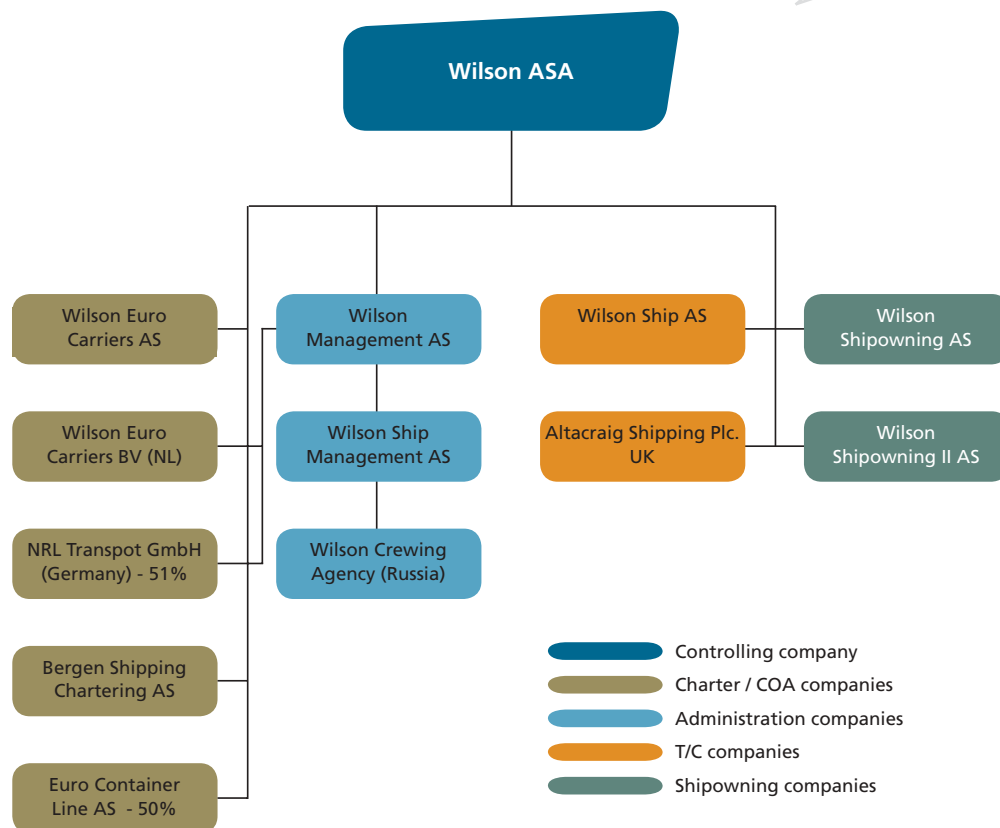 Wilson ASA
Wilson Euro
Carriers AS
Wilson
Management AS
Wilson Ship AS
Wilson
Shipowning AS
Wilson Euro
Carriers BV (NL)
Wilson Ship
Management AS
Altacraig Shipping Plc.
UK
Wilson
Shipowning II AS
NRL Transpot GmbH
(Germany) - 51%
Wilson Crewing
Agency (Russia)
Bergen Shipping
Chartering AS
Euro Container
Line AS - 50%
Controlling company
Charter / COA companies
Administration companies
T/C companies
Shipowning companies